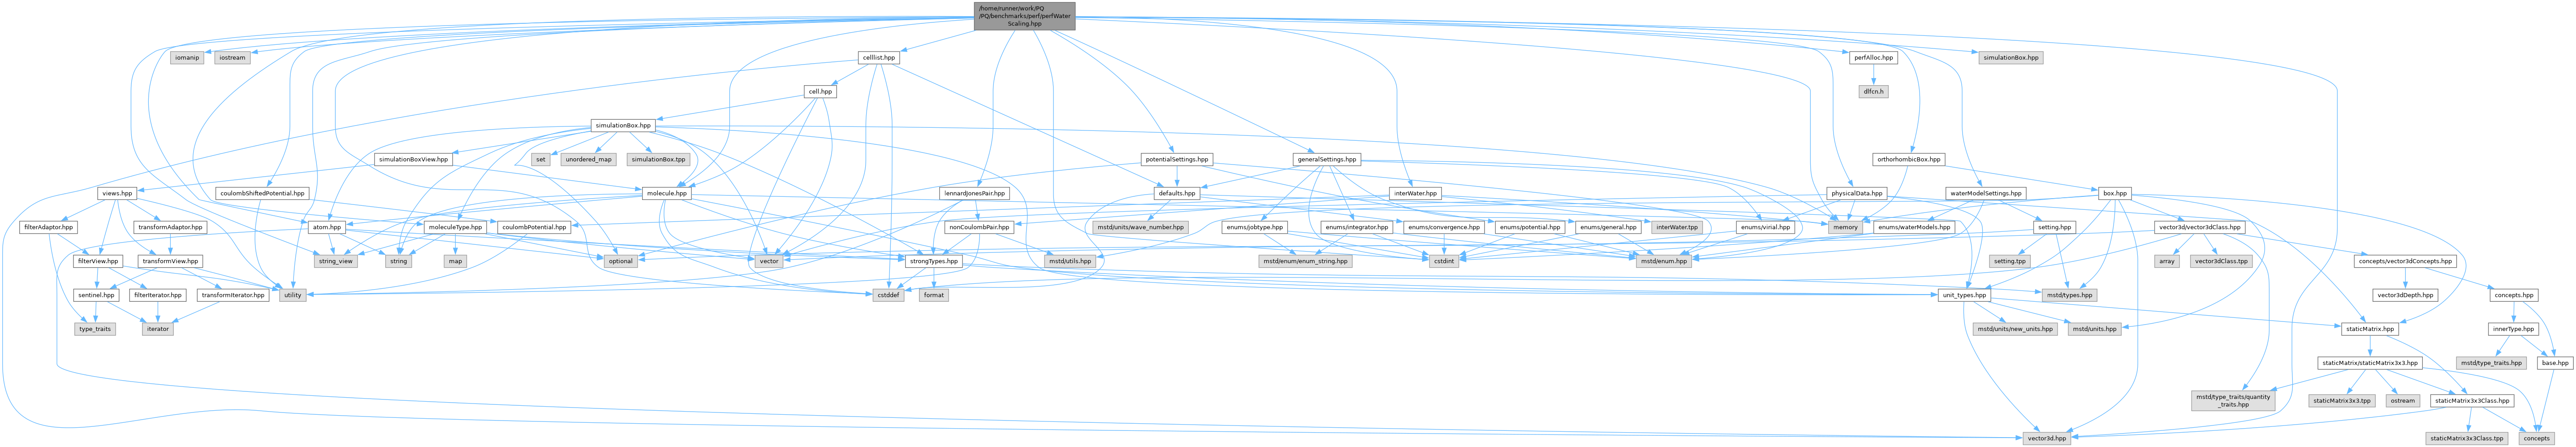 /home/runner/work/PQ
/PQ/benchmarks/perf/perfWater
Scaling.hpp
iomanip
iostream
celllist.hpp
perfAlloc.hpp
simulationBox.hpp
cell.hpp
dlfcn.h
simulationBox.hpp
simulationBoxView.hpp
set
unordered_map
simulationBox.tpp
potentialSettings.hpp
generalSettings.hpp
orthorhombicBox.hpp
views.hpp
coulombShiftedPotential.hpp
molecule.hpp
lennardJonesPair.hpp
defaults.hpp
interWater.hpp
physicalData.hpp
waterModelSettings.hpp
box.hpp
filterAdaptor.hpp
transformAdaptor.hpp
atom.hpp
moleculeType.hpp
coulombPotential.hpp
nonCoulombPair.hpp
mstd/units/wave_number.hpp
enums/jobtype.hpp
enums/integrator.hpp
enums/convergence.hpp
enums/potential.hpp
enums/general.hpp
interWater.tpp
enums/virial.hpp
memory
enums/waterModels.hpp
setting.hpp
vector3d/vector3dClass.hpp
filterView.hpp
transformView.hpp
string_view
string
map
optional
vector
strongTypes.hpp
mstd/utils.hpp
mstd/enum/enum_string.hpp
cstdint
mstd/enum.hpp
setting.tpp
array
vector3dClass.tpp
concepts/vector3dConcepts.hpp
sentinel.hpp
filterIterator.hpp
transformIterator.hpp
utility
cstddef
format
unit_types.hpp
mstd/types.hpp
vector3dDepth.hpp
concepts.hpp
type_traits
iterator
mstd/units/new_units.hpp
mstd/units.hpp
staticMatrix.hpp
innerType.hpp
staticMatrix/staticMatrix3x3.hpp
mstd/type_traits.hpp
base.hpp
mstd/type_traits/quantity
_traits.hpp
staticMatrix3x3.tpp
ostream
staticMatrix3x3Class.hpp
vector3d.hpp
staticMatrix3x3Class.tpp
concepts